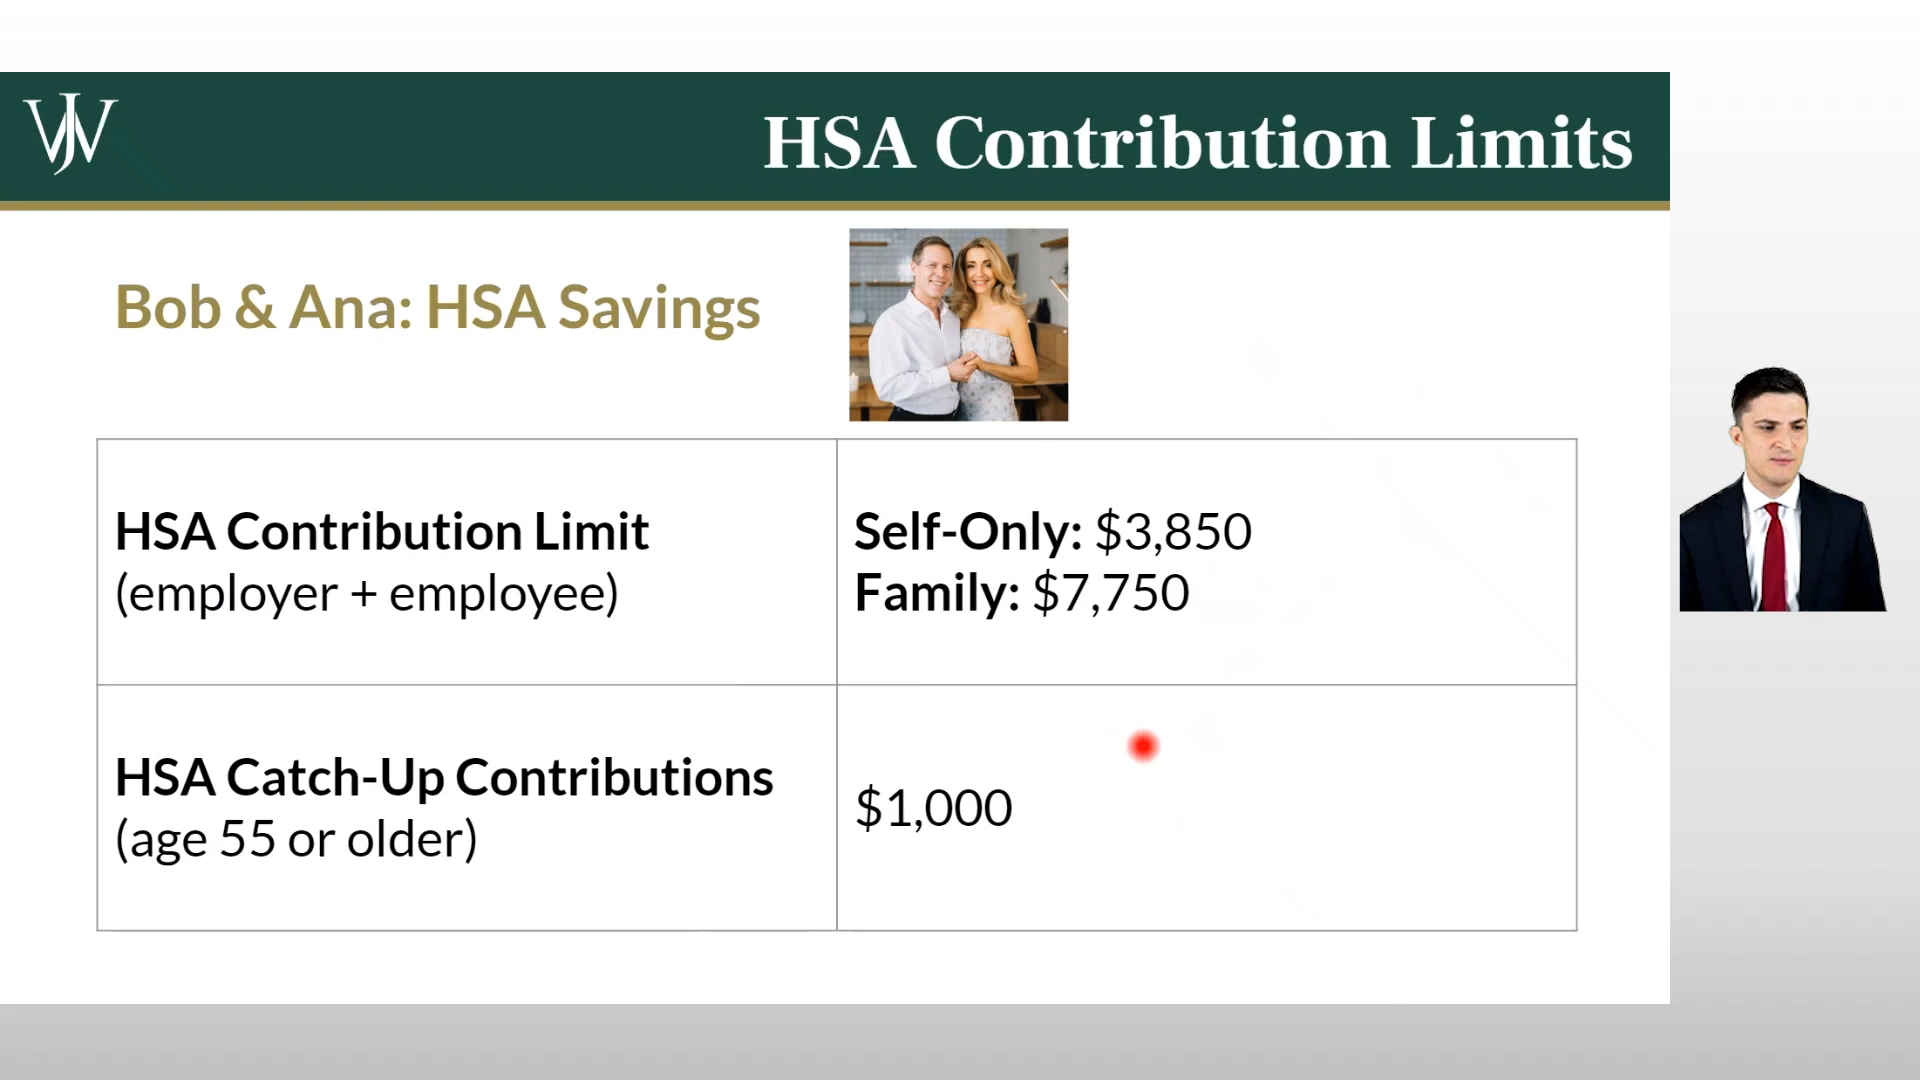 WJ
HSA Contribution Limits
Bob & Ana: HSA Savings
HSA Contribution Limit
(employer + employee)
Self-Only: $3,850
Family: $7,750
HSA Catch-Up Contributions
(age 55 or older)
$1,000